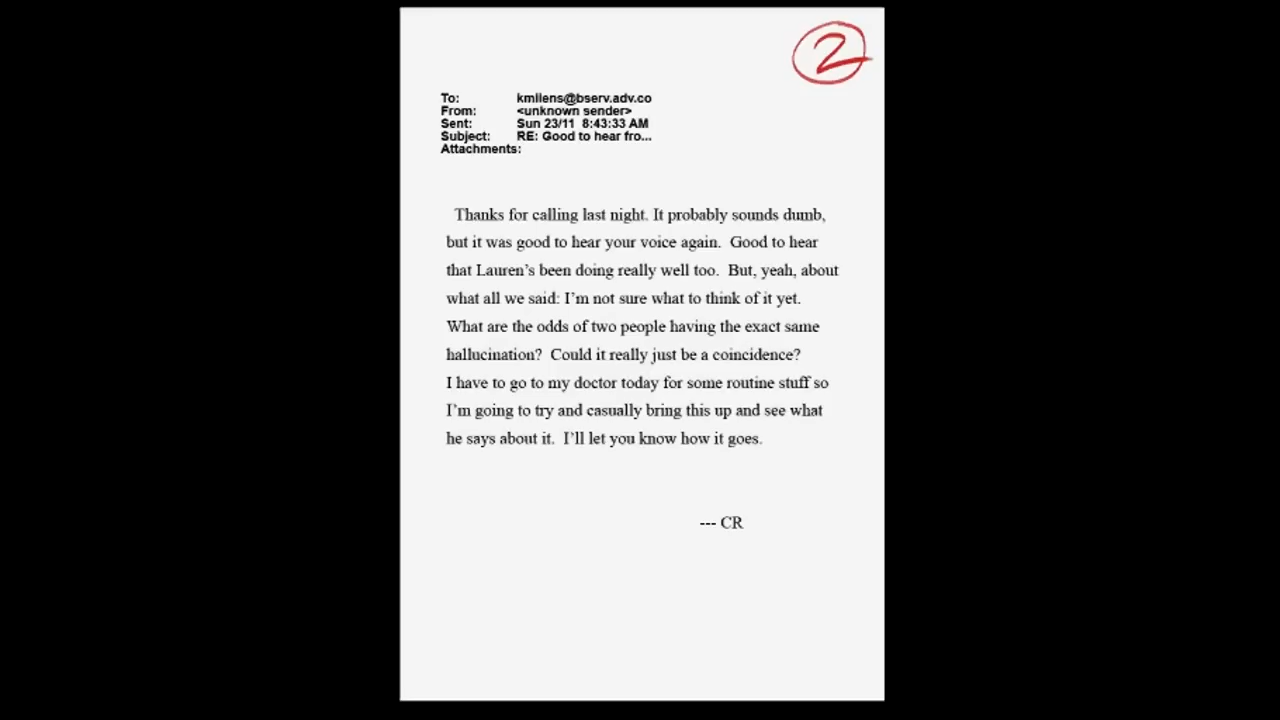 2
To: kmllens@bserv.adv.co
From: <unknown sender>
Sent: Sun 23/11 8:43:33 AM
Subject: RE: Good to hear fro...
Attachments:
Thanks for calling last night. It probably sounds dumb,
but it was good to hear your voice again. Good to hear
that Lauren's been doing really well too. But, yeah, about
what all we said: I'm not sure what to think of it yet.
What are the odds of two people having the exact same
hallucination? Could it really just be a coincidence?
I have to go to my doctor today for some routine stuff so
I'm going to try and casually bring this up and see what
he says about it. I'll let you know how it goes.
--- CR